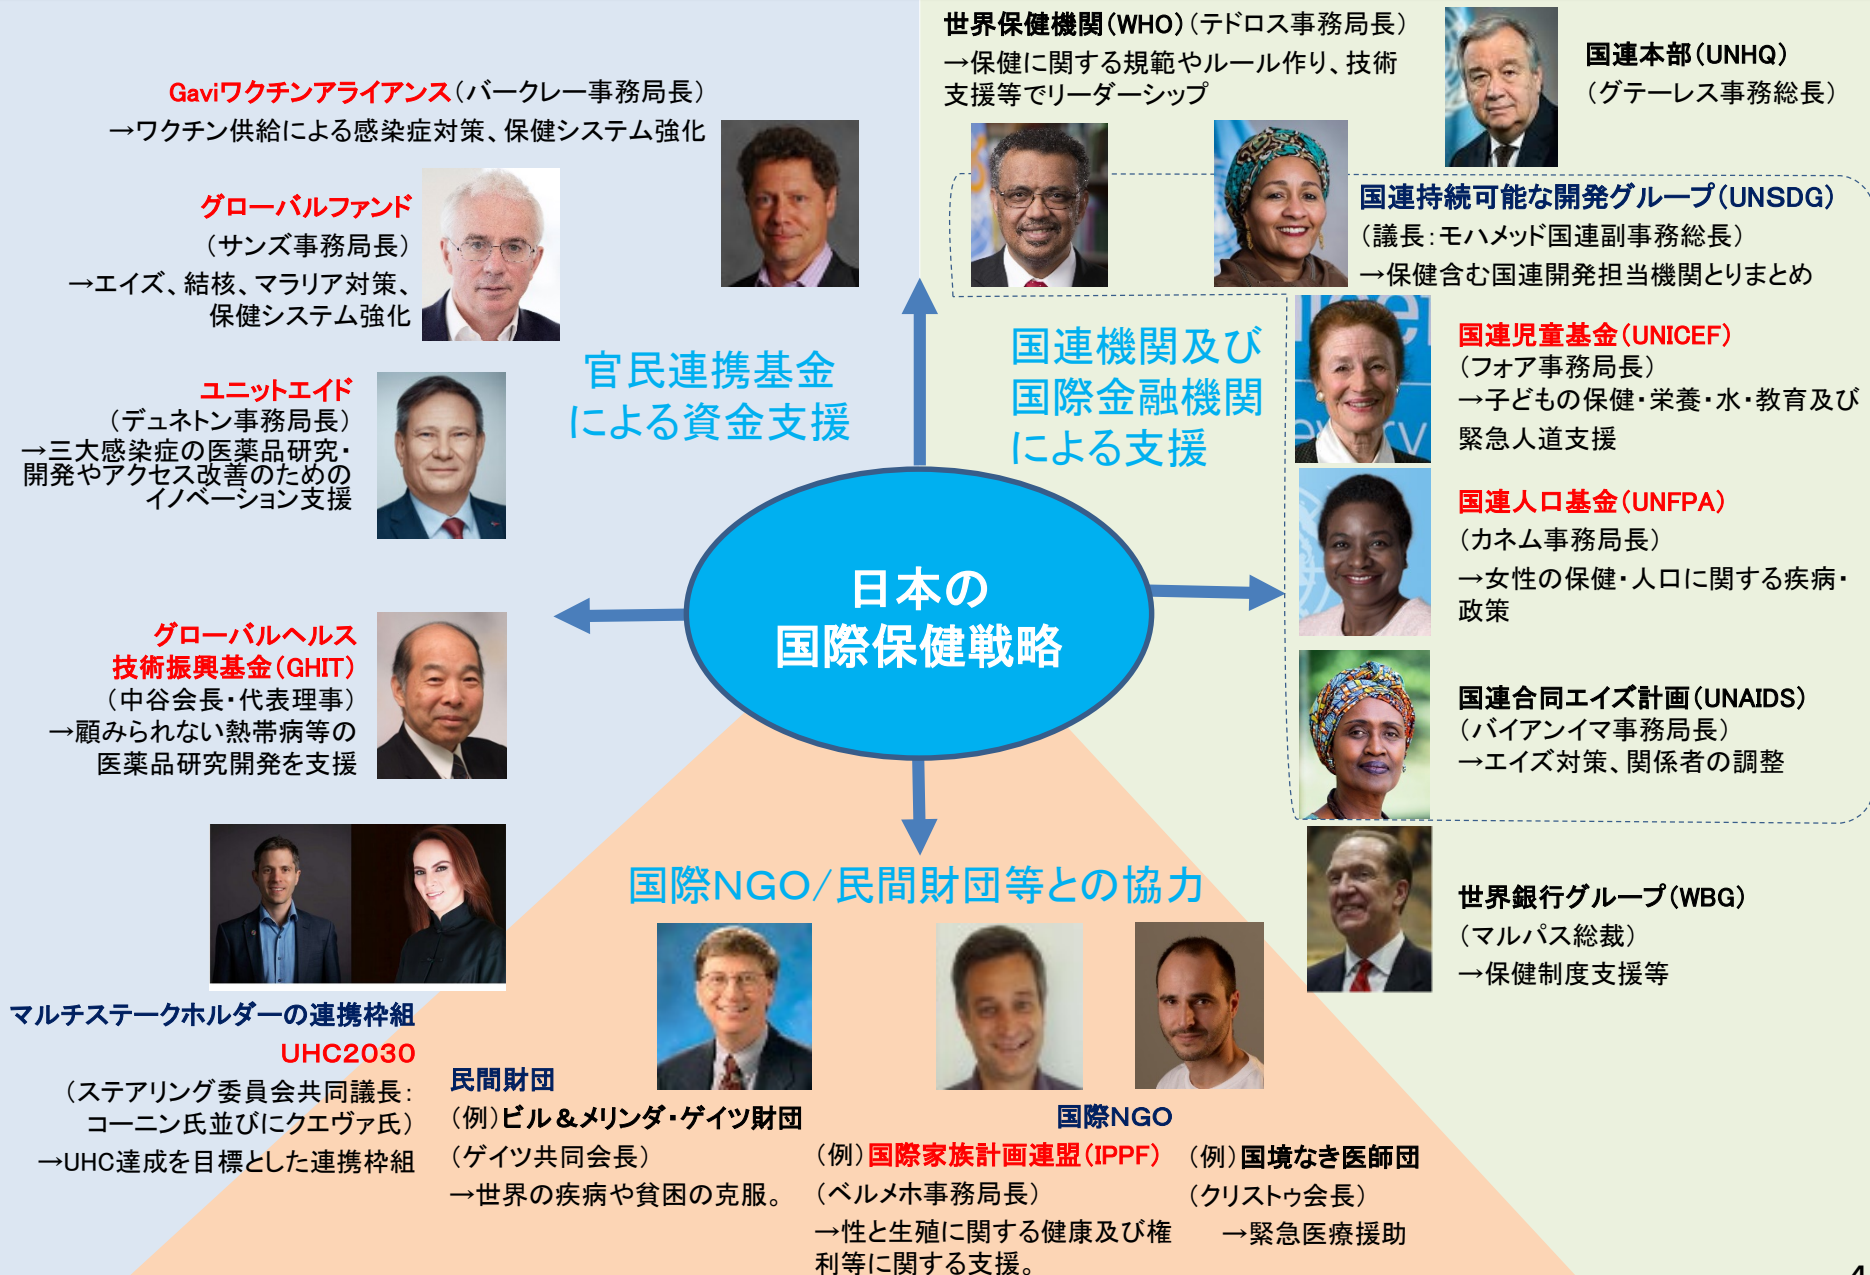 世界保健機関(WHO)(テドロス事務局長)
→保健に関する規範やルール作り、技術
支援等でリーダーシップ
国連本部(UNHQ)
(グテーレス事務総長)
Gaviワクチンアライアンス(バークレー事務局長)
→ワクチン供給による感染症対策、保健システム強化
グローバルファンド
(サンズ事務局長)
→エイズ、結核、マラリア対策、
保健システム強化
国連持続可能な開発グループ(UNSDG)
(議長:モハメッド国連副事務総長)
→保健含む国連開発担当機関とりまとめ
官民連携基金
による資金支援
国連機関及び
国際金融機関
による支援
国連児童基金(UNICEF)
(フォア事務局長)
→子どもの保健・栄養・水・教育及び
緊急人道支援
ユニットエイド
(デュネトン事務局長)
→三大感染症の医薬品研究・
開発やアクセス改善のための
イノベーション支援
国連人口基金(UNFPA)
(カネム事務局長)
→女性の保健・人口に関する疾病・
政策
日本の
国際保健戦略
グローバルヘルス
技術振興基金(GHIT)
(中谷会長・代表理事)
→顧みられない熱帯病等の
医薬品研究開発を支援
国連合同エイズ計画(UNAIDS)
(バイアンイマ事務局長)
→エイズ対策、関係者の調整
国際NGO/民間財団等との協力
世界銀行グループ(WBG)
(マルパス総裁)
→保健制度支援等
マルチステークホルダーの連携枠組
UHC2030
(ステアリング委員会共同議長:
コーニン氏並びにクエヴァ氏)
→UHC達成を目標とした連携枠組
民間財団
(例)ビル&メリンダ・ゲイツ財団
(ゲイツ共同会長)
→世界の疾病や貧困の克服。
国際NGO
(例)国際家族計画連盟(IPPF)
(ベルメホ事務局長)
→性と生殖に関する健康及び権
利等に関する支援。
(例)国境なき医師団
(クリストゥ会長)
→緊急医療援助
4